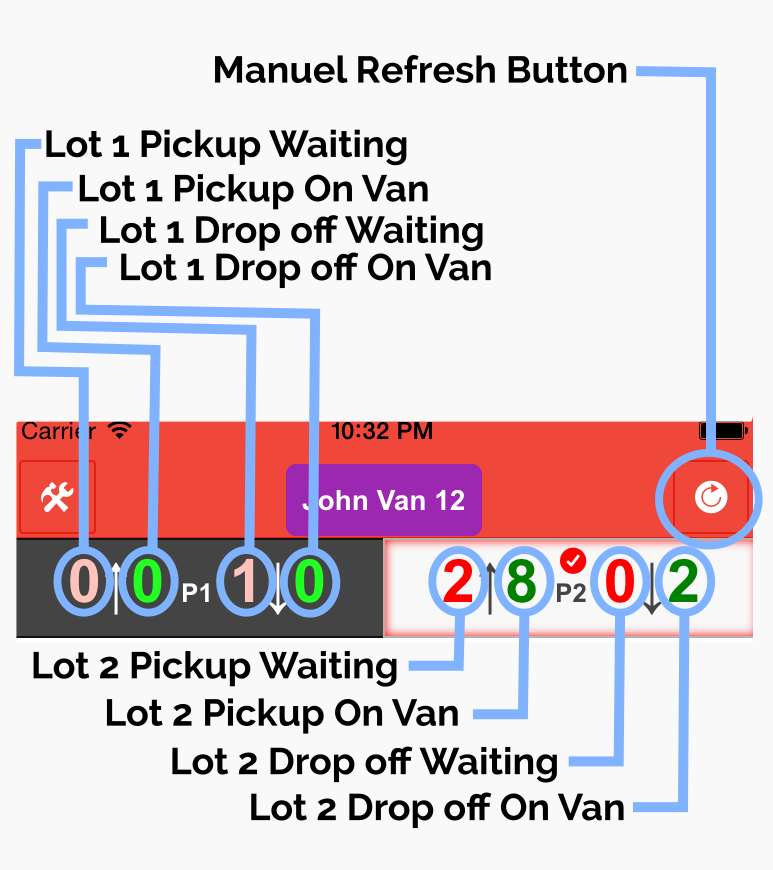 Manuel Refresh Button
Lot 1 Pickup Waiting
Lot 1 Pickup On Van
Lot 1 Drop off Waiting
Lot 1 Drop off On Van
Carrier 10:32 PM
John Van 12
0 0 P1 1 0 2 8 P2 0 2
Lot 2 Pickup Waiting
Lot 2 Pickup On Van
Lot 2 Drop off Waiting
Lot 2 Drop off On Van